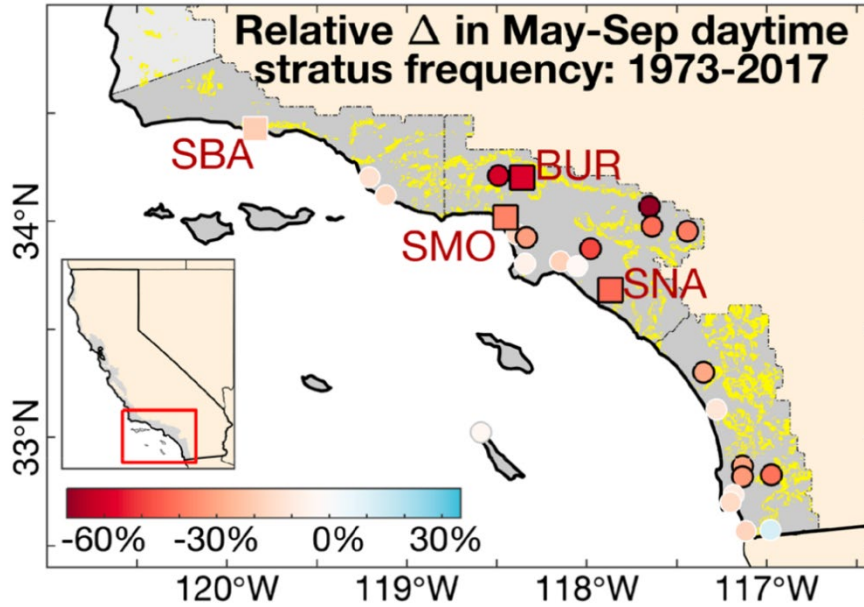 Relative Δ in May-Sep daytime
stratus frequency: 1973-2017
SBA
BUR
SMO
SNA
34°N
33°N
-60%
-30%
0%
30%
120°W
119°W
118°W
117°W